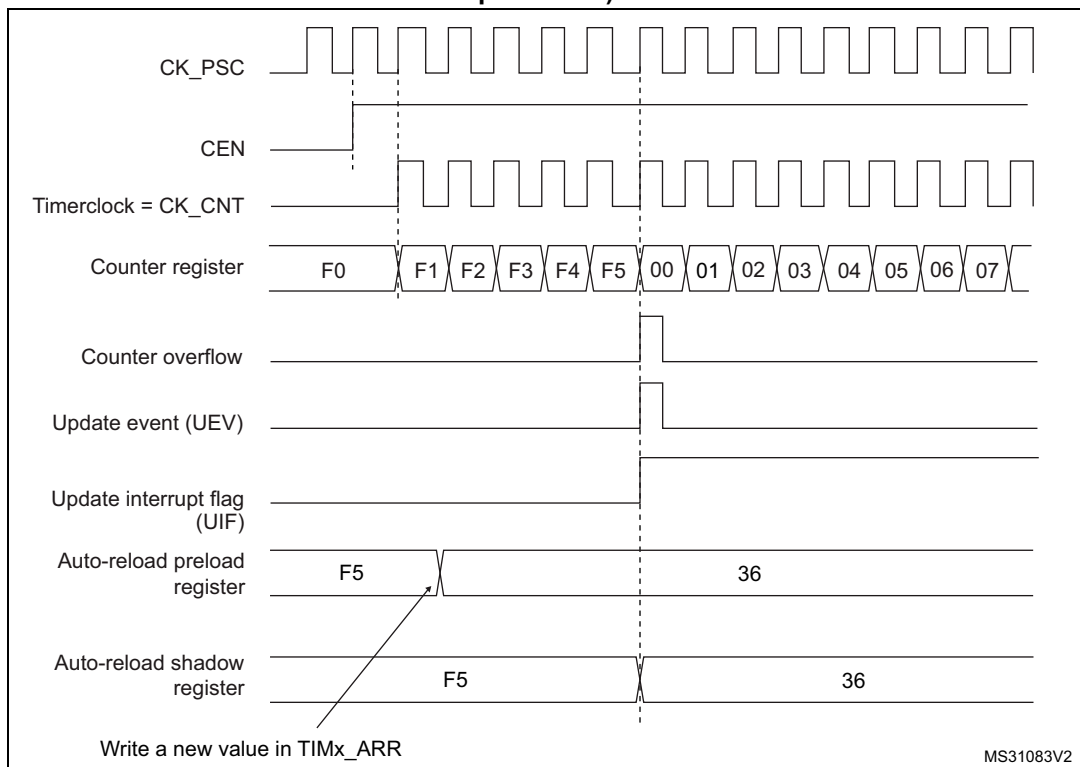 CK_PSC
CEN
Timerclock = CK_CNT
Counter register
F0 F1 F2 F3 F4 F5 00 01 02 03 04 05 06 07
Counter overflow
Update event (UEV)
Update interrupt flag
(UIF)
Auto-reload preload
register
F5 36
Auto-reload shadow
register
F5 36
Write a new value in TIMx_ARR
MS31083V2